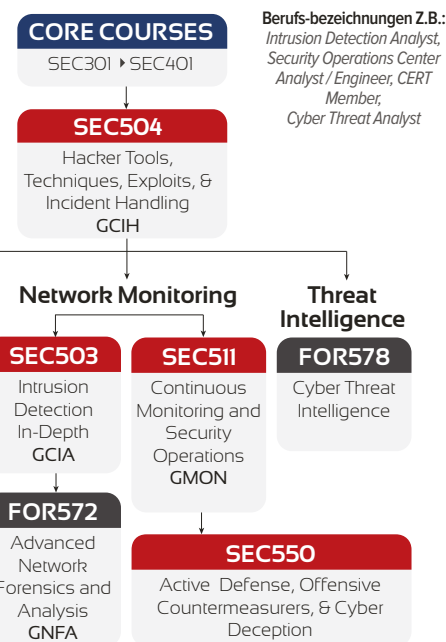 CORE COURSES
SEC301 ▸ SEC401
Berufs-bezeichnungen Z.B.:
Intrusion Detection Analyst,
Security Operations Center
Analyst / Engineer, CERT
Member,
Cyber Threat Analyst
SEC504
Hacker Tools,
Techniques, Exploits, &
Incident Handling
GCIH
Network Monitoring
Threat
Intelligence
SEC503
Intrusion
Detection
In-Depth
GCIA
SEC511
Continuous
Monitoring and
Security
Operations
GMON
FOR578
Cyber Threat
Intelligence
FOR572
Advanced
Network
Forensics and
Analysis
GNFA
SEC550
Active Defense, Offensive
Countermeasurers, & Cyber
Deception